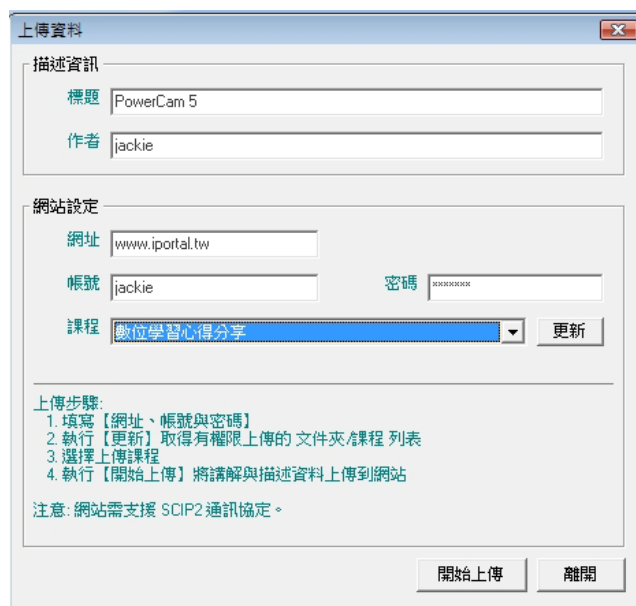 上傳資料
描述資訊
標題 PowerCam 5
作者 jackie
網站設定
網址 www.iportal.tw
帳號 jackie 密碼 *******
課程 數位學習心得分享 更新
上傳步驟:
1. 填寫【網址、帳號與密碼】
2. 執行【更新】取得有權限上傳的 文件夾/課程 列表
3. 選擇上傳課程
4. 執行【開始上傳】將講解與描述資料上傳到網站
注意: 網站需支援 SCIP2 通訊協定。
開始上傳 離開